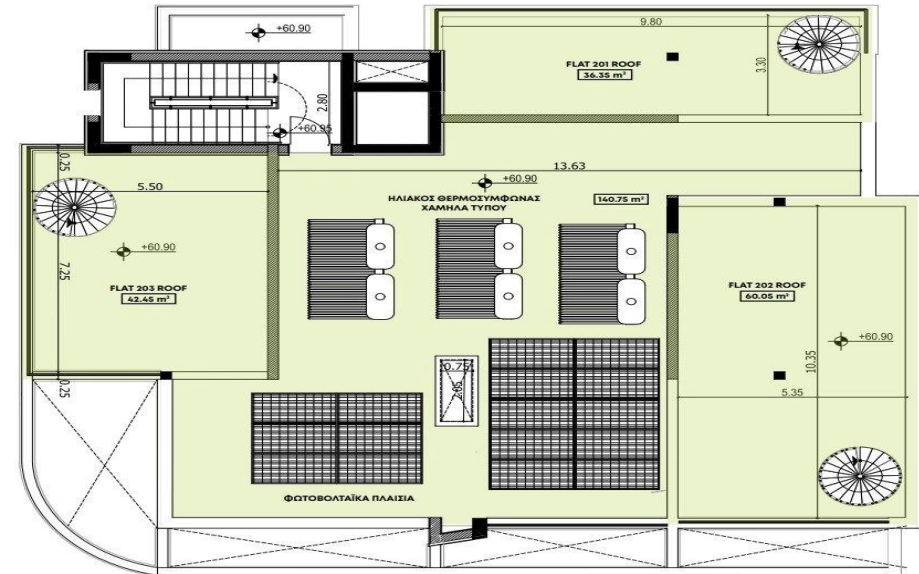 +60.90
9.80
FLAT 201 ROOF
36.35 m²
3.30
2.80
+60.95
13.63
+60.90
ΗΛΙΑΚΟΣ ΘΕΡΜΟΣΥΜΦΩΝΑΣ
ΧΑΜΗΛΑ ΤΥΠΟΥ
140.75 m²
0.25
5.50
+60.90
7.25
FLAT 203 ROOF
42.45 m²
0.25
FLAT 202 ROOF
60.05 m²
+60.90
10.35
5.35
0.75
2.05
ΦΩΤΟΒΟΛΤΑΪΚΑ ΠΛΑΙΣΙΑ